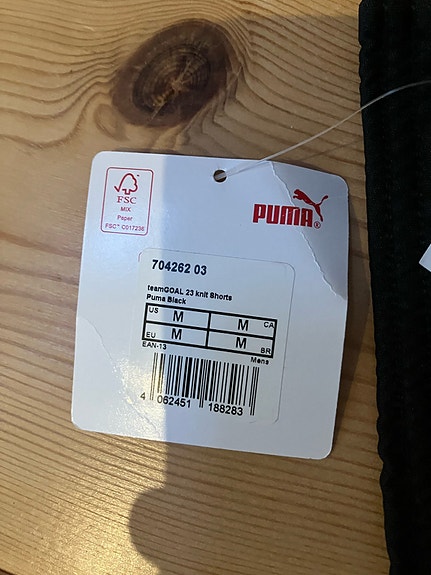 FSC
MIX
Paper
FSC™ C017236
PUMA®
704262 03
teamGOAL 23 knit Shorts
Puma Black
US M M CA
EU M M BR
EAN-13 Mens
4 062451 188283